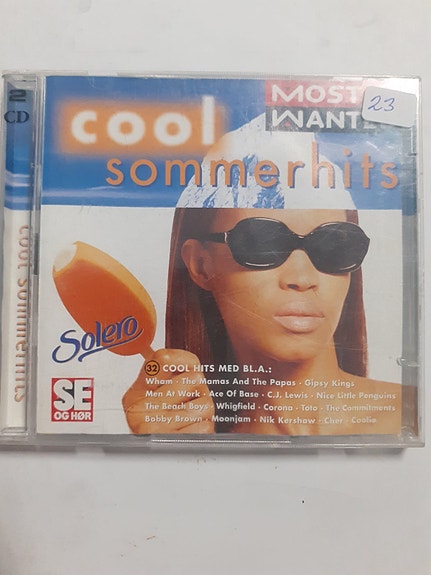 2
CD
cool sommerhits
MOST
WANTE
23
cool
sommerhits
Solero
32 COOL HITS MED BL.A.:
Wham · The Mamas And The Papas · Gipsy Kings
Men At Work · Ace Of Base · C.J. Lewis · Nice Little Penguins
The Beach Boys · Whigfield · Corona · Toto · The Commitments
Bobby Brown · Moonjam · Nik Kershaw · Cher · Coolio
SE
OG HØR